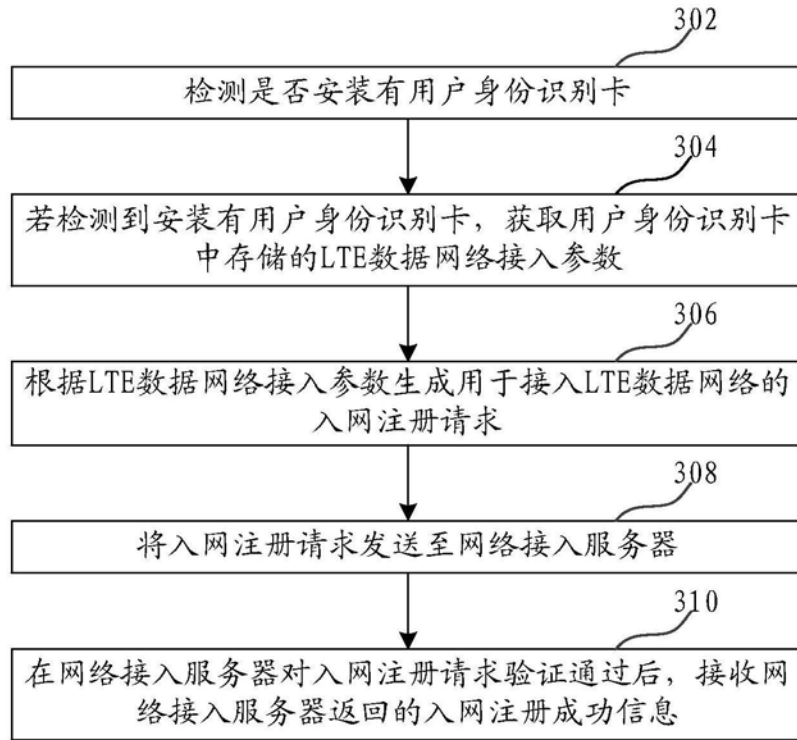 302
检测是否安装有用户身份识别卡
304
若检测到安装有用户身份识别卡，获取用户身份识别卡
中存储的LTE数据网络接入参数
306
根据LTE数据网络接入参数生成用于接入LTE数据网络的
入网注册请求
308
将入网注册请求发送至网络接入服务器
310
在网络接入服务器对入网注册请求验证通过后，接收网
络接入服务器返回的入网注册成功信息